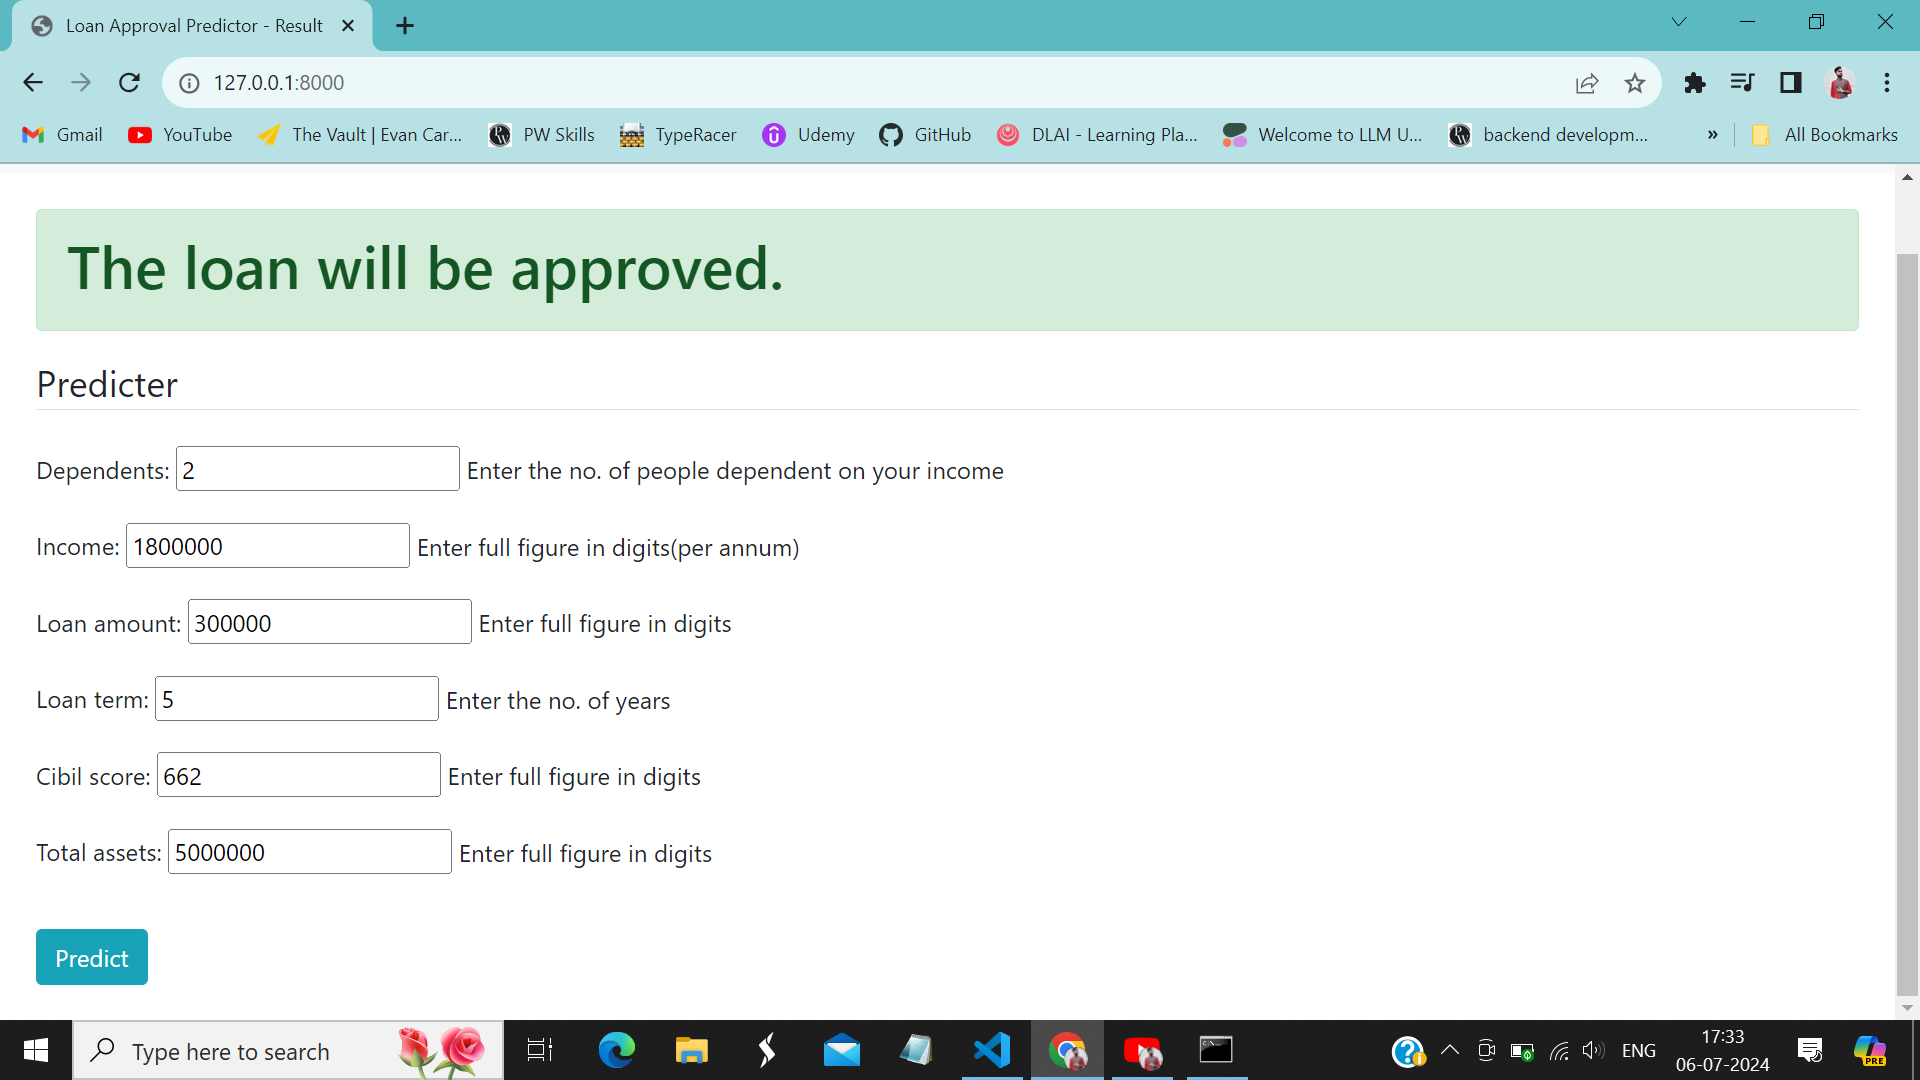 Loan Approval Predictor - Result
127.0.0.1:8000
Gmail YouTube The Vault | Evan Car... PW Skills TypeRacer Udemy GitHub DLAI - Learning Pla... Welcome to LLM U... backend developm... » All Bookmarks
The loan will be approved.
Predicter
Dependents: 2 Enter the no. of people dependent on your income
Income: 1800000 Enter full figure in digits(per annum)
Loan amount: 300000 Enter full figure in digits
Loan term: 5 Enter the no. of years
Cibil score: 662 Enter full figure in digits
Total assets: 5000000 Enter full figure in digits
Predict
Type here to search
ENG
17:33
06-07-2024
PRE